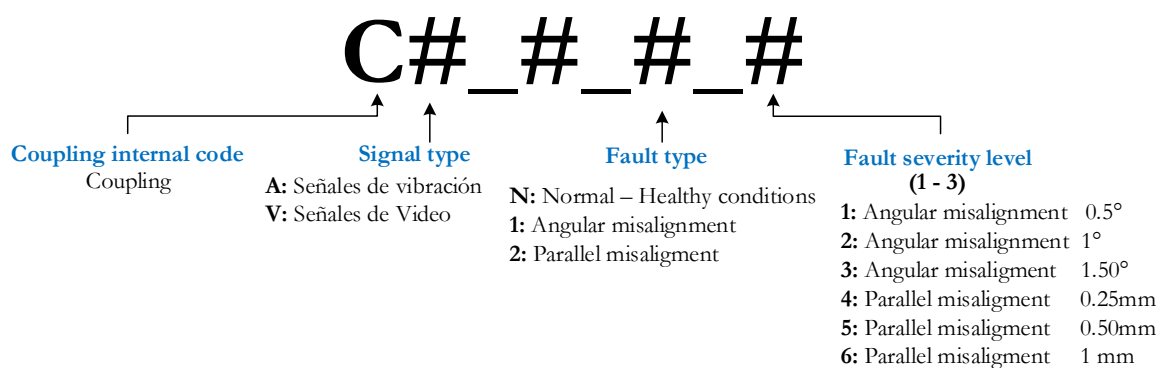 C#_#_#_#
Coupling internal code
Coupling
Signal type
A: Señales de vibración
V: Señales de Video
Fault type
N: Normal – Healthy conditions
1: Angular misalignment
2: Parallel misaligment
Fault severity level
(1 - 3)
1: Angular misalignment 0.5°
2: Angular misalignment 1°
3: Angular misaligment 1.50°
4: Parallel misaligment 0.25mm
5: Parallel misaligment 0.50mm
6: Parallel misaligment 1 mm